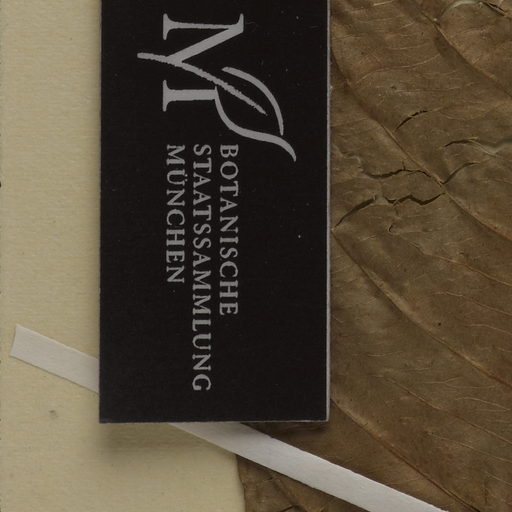 M
BOTANISCHE
STAATSSAMMLUNG
MÜNCHEN